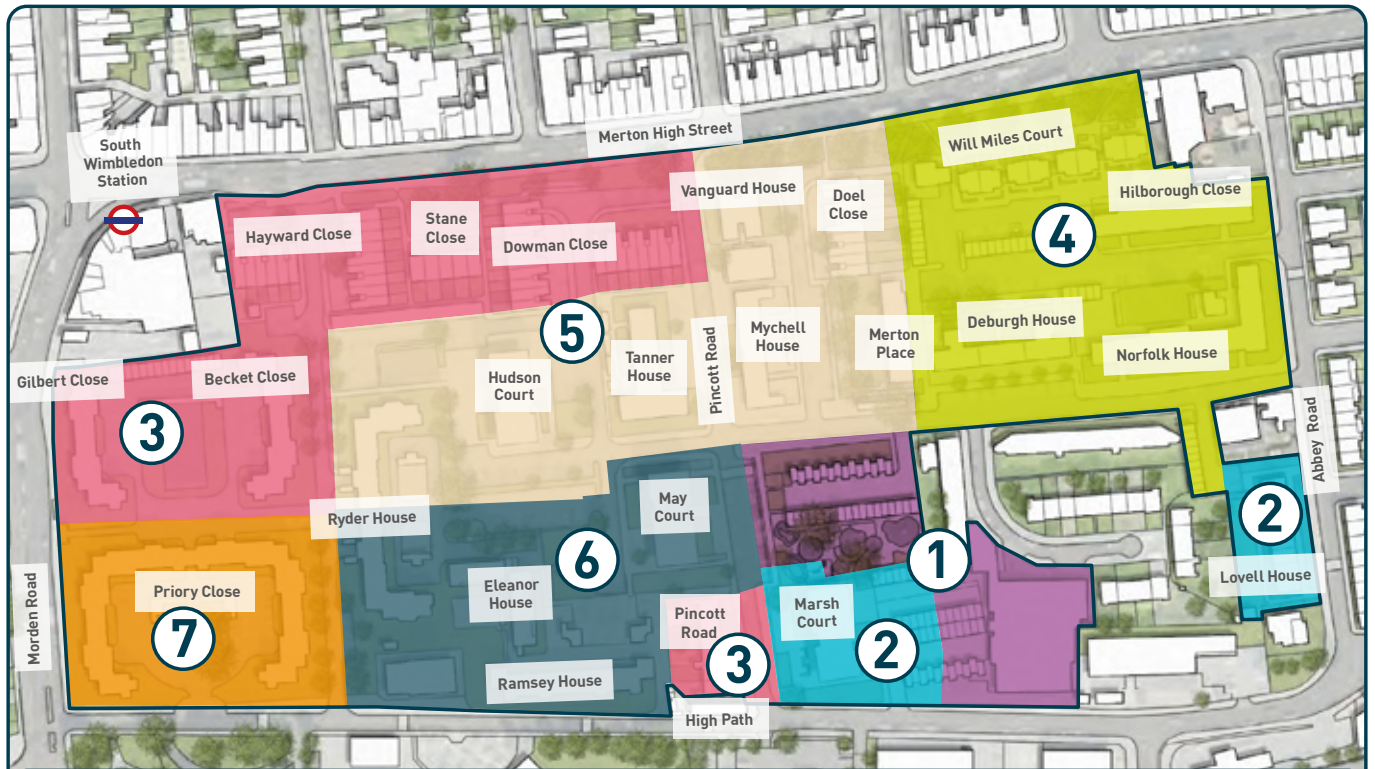 Merton High Street
South
Wimbledon
Station
Will Miles Court
Vanguard House
Hilborough Close
Doel
Close
Hayward Close
Stane
Close
Dowman Close
4
5
Deburgh House
Mychell
House
Merton
Place
Norfolk House
Tanner
House
Pincott Road
Hudson
Court
Gilbert Close
Becket Close
3
Abbey Road
May
Court
Ryder House
2
6
1
Lovell House
Priory Close
Eleanor
House
Marsh
Court
Pincott
Road
Morden Road
7
2
3
Ramsey House
High Path